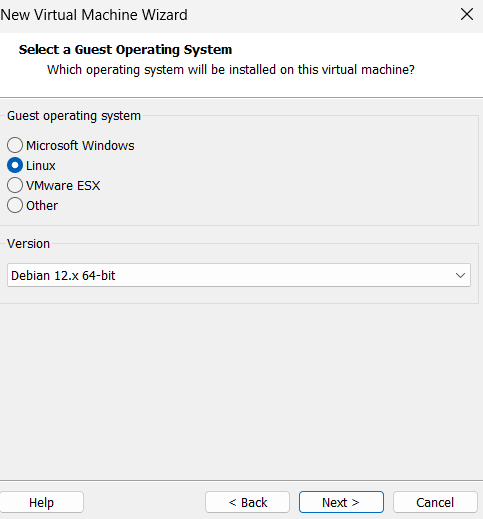 New Virtual Machine Wizard
Select a Guest Operating System
Which operating system will be installed on this virtual machine?
Guest operating system
Microsoft Windows
Linux
VMware ESX
Other
Version
Debian 12.x 64-bit
Help
< Back
Next >
Cancel